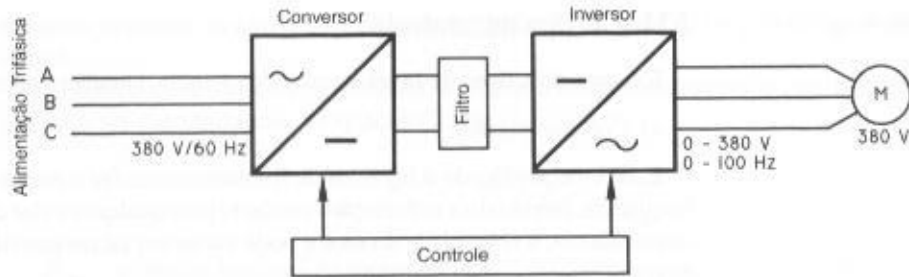 Conversor
Inversor
Alimentação Trifásica
A
B
C
380 V/60 Hz
Filtro
M
380 V
0 - 380 V
0 - 100 Hz
Controle